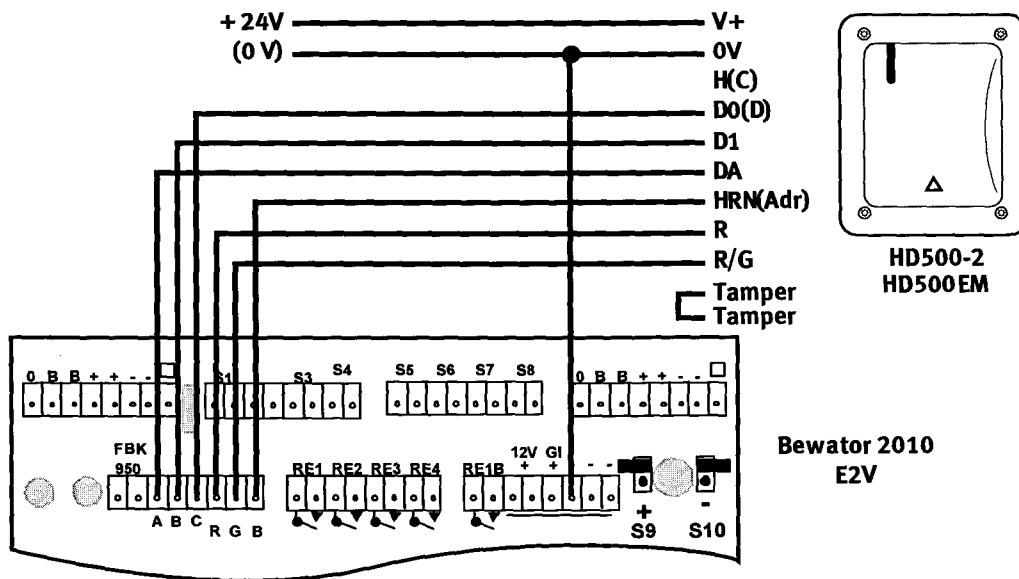 + 24V V+
(0 V) 0V
H(C)
D0(D)
D1
DA
HRN(Adr)
R
R/G
Tamper
Tamper
HD500-2
HD500EM
0 B B + + - -
S1 S3 S4
S5 S6 S7 S8
0 B B + + - -
Bewator 2010
E2V
FBK
950
RE1 RE2 RE3 RE4
RE1B
12V GI
+ + - -
A B C R G B
+ -
S9 S10